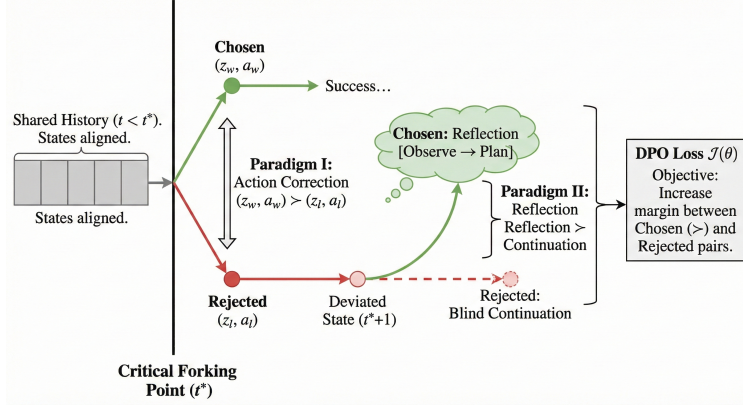 Shared History (t < t*).
States aligned.
States aligned.
Critical Forking
Point (t*)
Chosen
(z_w, a_w)
Success...
Paradigm I:
Action Correction
(z_w, a_w) ≻ (z_l, a_l)
Rejected
(z_l, a_l)
Deviated
State (t*+1)
Chosen: Reflection
[Observe → Plan]
Paradigm II:
Reflection
Reflection ≻
Continuation
Rejected:
Blind Continuation
DPO Loss 𝒥(θ)
Objective:
Increase
margin between
Chosen (≻) and
Rejected pairs.